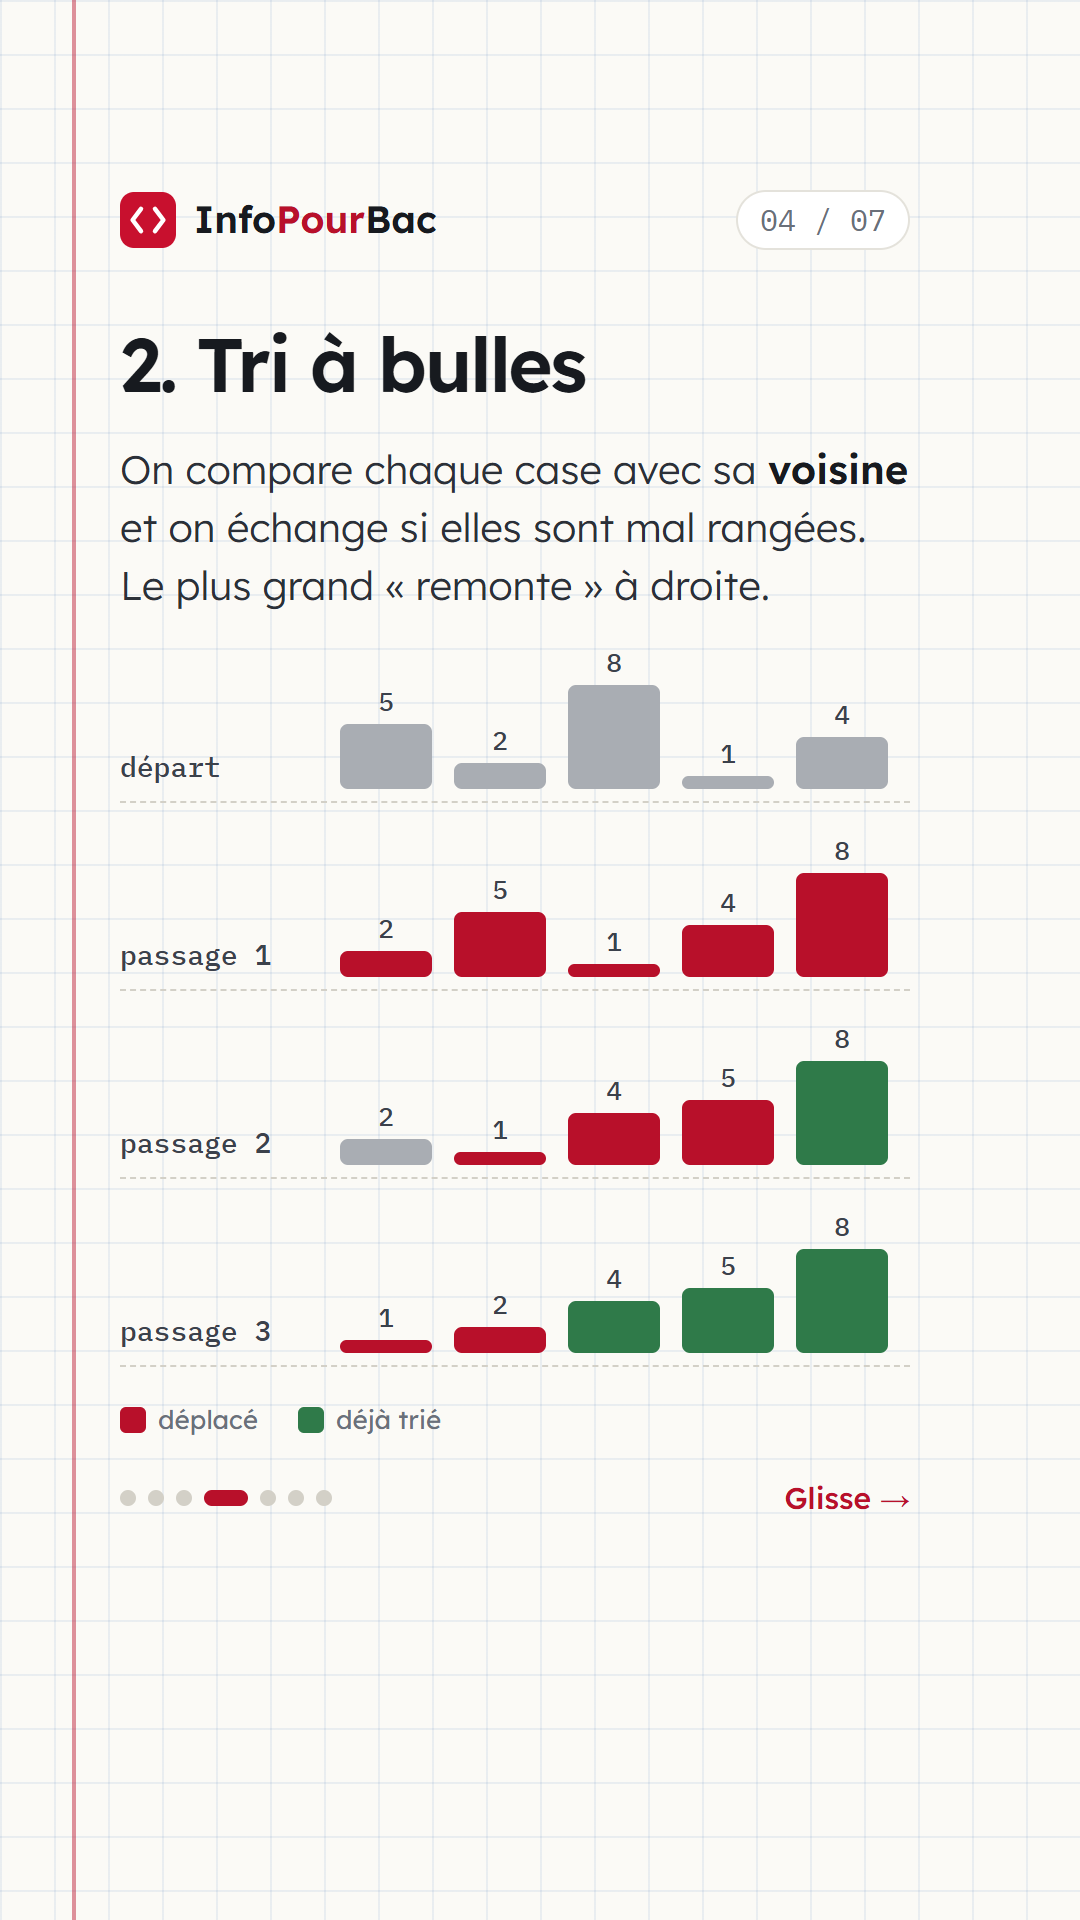 InfoPourBac
04 / 07
2. Tri à bulles
On compare chaque case avec sa voisine
et on échange si elles sont mal rangées.
Le plus grand « remonte » à droite.
départ 5 2 8 1 4
passage 1 2 5 1 4 8
passage 2 2 1 4 5 8
passage 3 1 2 4 5 8
déplacé déjà trié
Glisse →